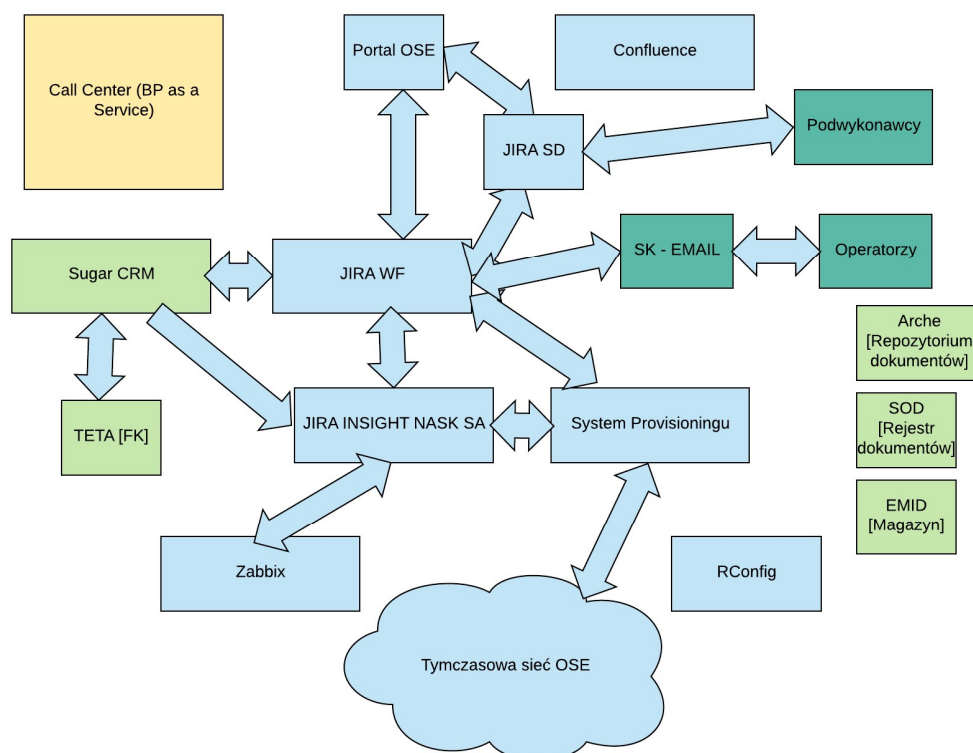 Portal OSE
Confluence
Call Center (BP as a
Service)
Podwykonawcy
JIRA SD
Sugar CRM
JIRA WF
SK - EMAIL
Operatorzy
Arche
[Repozytorium
dokumentów]
TETA [FK]
JIRA INSIGHT NASK SA
System Provisioningu
SOD
[Rejestr
dokumentów]
EMID
[Magazyn]
Zabbix
RConfig
Tymczasowa sieć OSE